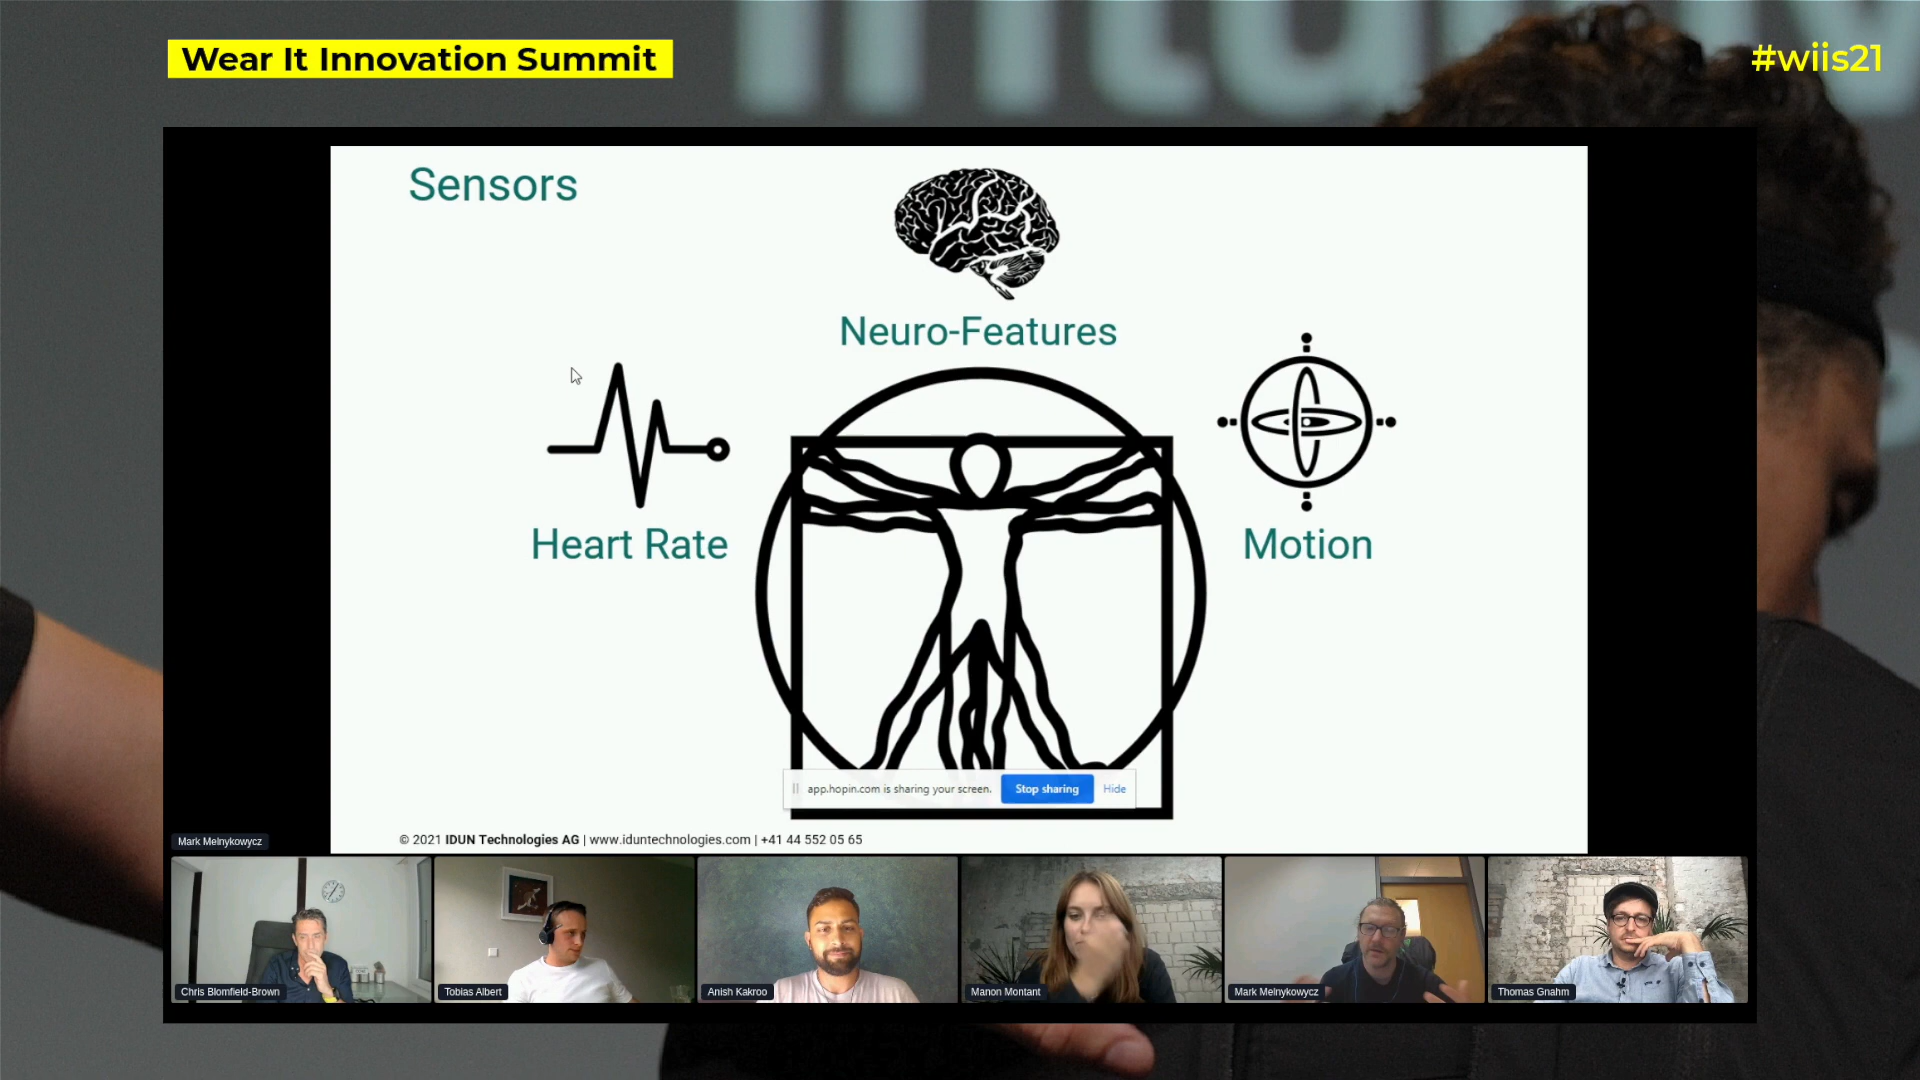 Wear It Innovation Summit
#wiis21
Sensors
Neuro-Features
Heart Rate
Motion
app.hopin.com is sharing your screen.
Stop sharing
Hide
© 2021 IDUN Technologies AG | www.iduntechnologies.com | +41 44 552 05 65
Mark Melnykowycz
Chris Blomfield-Brown
Tobias Albert
Anish Kakroo
Manon Montant
Mark Melnykowycz
Thomas Gnahm